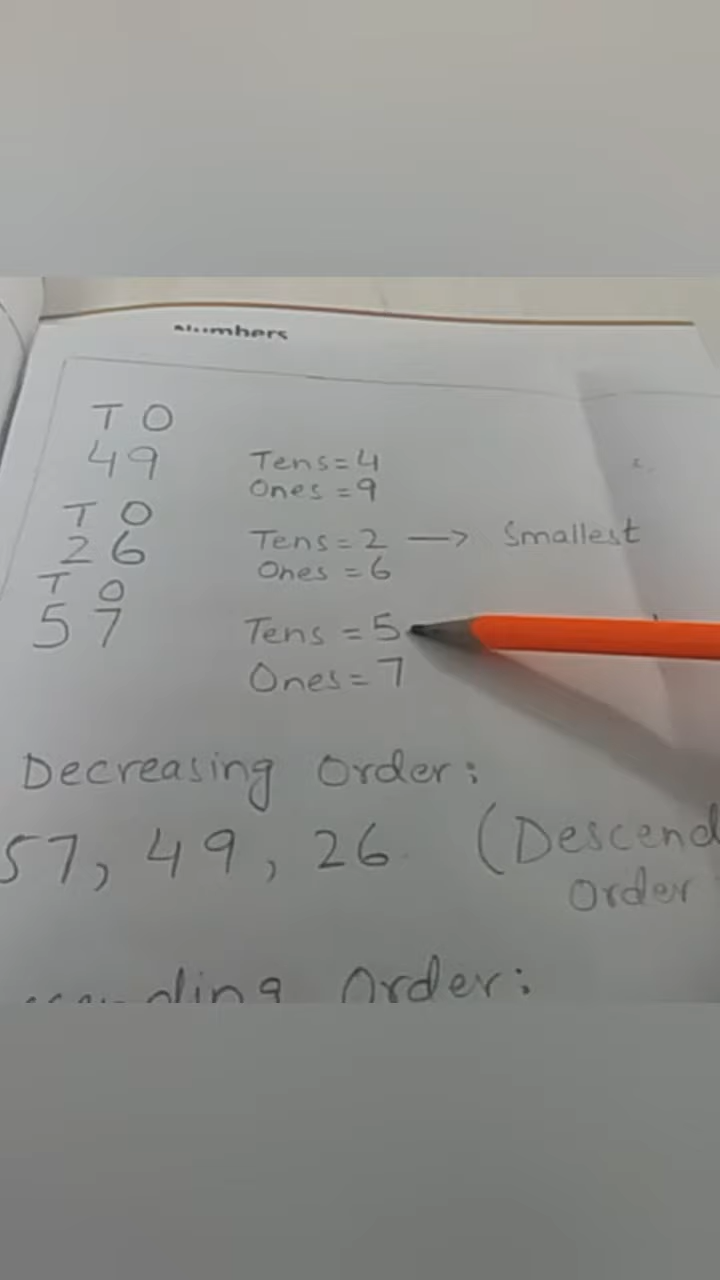 Numbers
T O
49
Tens=4
Ones=9
T O
26
Tens=2 → Smallest
Ones=6
T O
57
Tens=5
Ones=7
Decreasing Order:
57, 49, 26 (Descend
Order
Order: